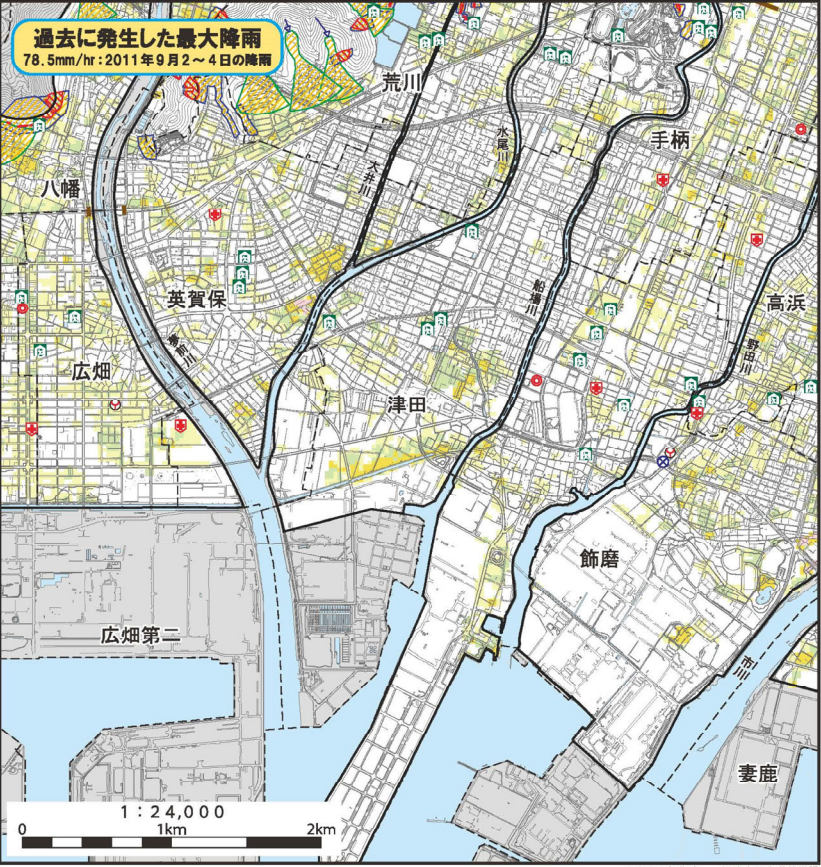 過去に発生した最大降雨
78.5mm/hr:2011年9月2～4日の降雨
荒川
水尾川
手柄
大井川
八幡
英賀保
船場川
高浜
夢前川
野田川
広畑
津田
飾磨
広畑第二
市川
妻鹿
1:24,000
0 1km 2km